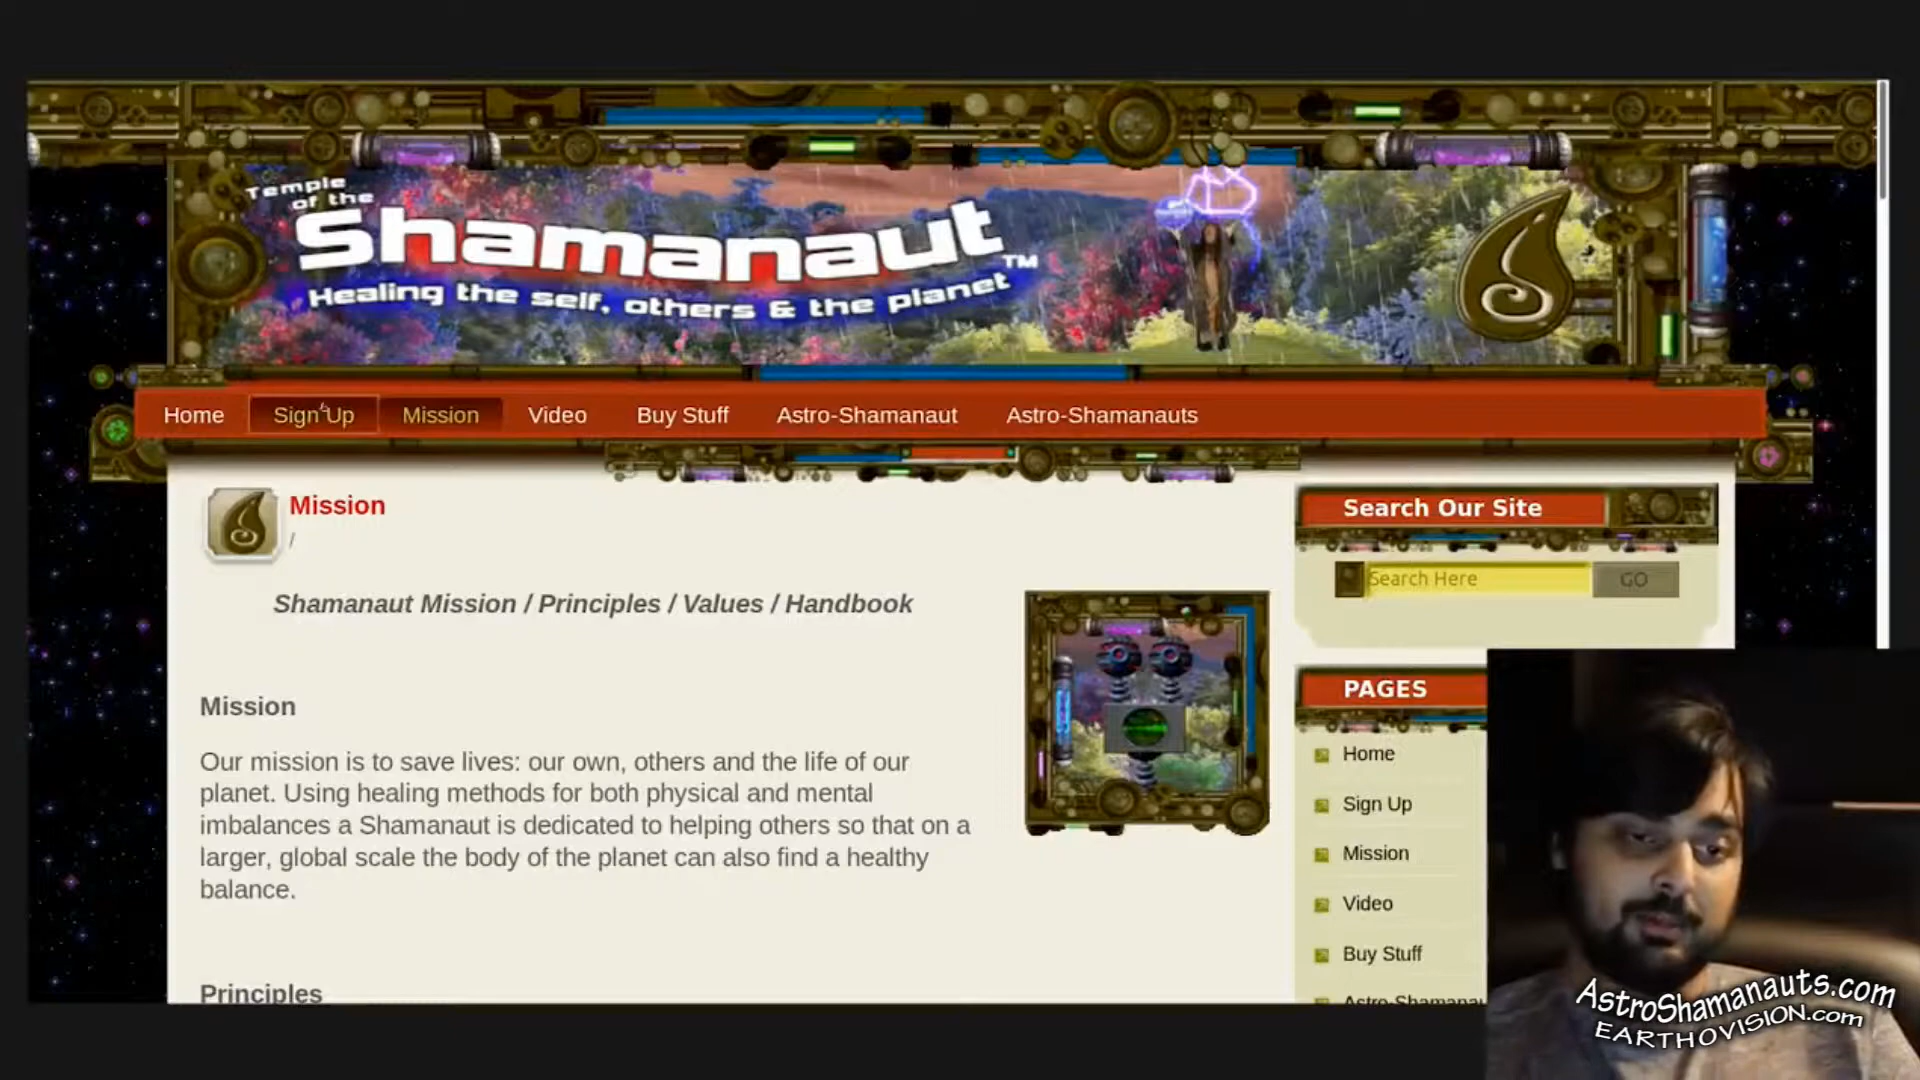 Temple
of the
Shamanaut™
Healing the self, others & the planet
Home
Sign Up
Mission
Video
Buy Stuff
Astro-Shamanaut
Astro-Shamanauts
Mission
/
Shamanaut Mission / Principles / Values / Handbook
Mission
Our mission is to save lives: our own, others and the life of our
planet. Using healing methods for both physical and mental
imbalances a Shamanaut is dedicated to helping others so that on a
larger, global scale the body of the planet can also find a healthy
balance.
Principles
Search Our Site
Search Here
GO
PAGES
Home
Sign Up
Mission
Video
Buy Stuff
AstroShamanauts.com
EARTHOVISION.com